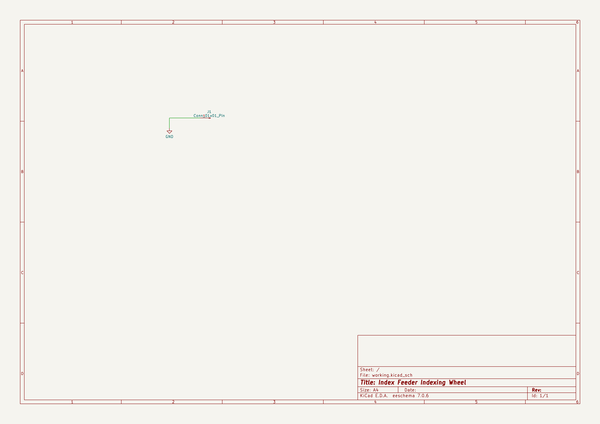 1 2 3 4 5 6
A A
J1
Conn_01x01_Pin
GND
B B
C C
Sheet: /
File: working.kicad_sch
Title: Index Feeder Indexing Wheel
D D
Size: A4 Date: Rev:
KiCad E.D.A. eeschema 7.0.6 Id: 1/1
1 2 3 4 5 6